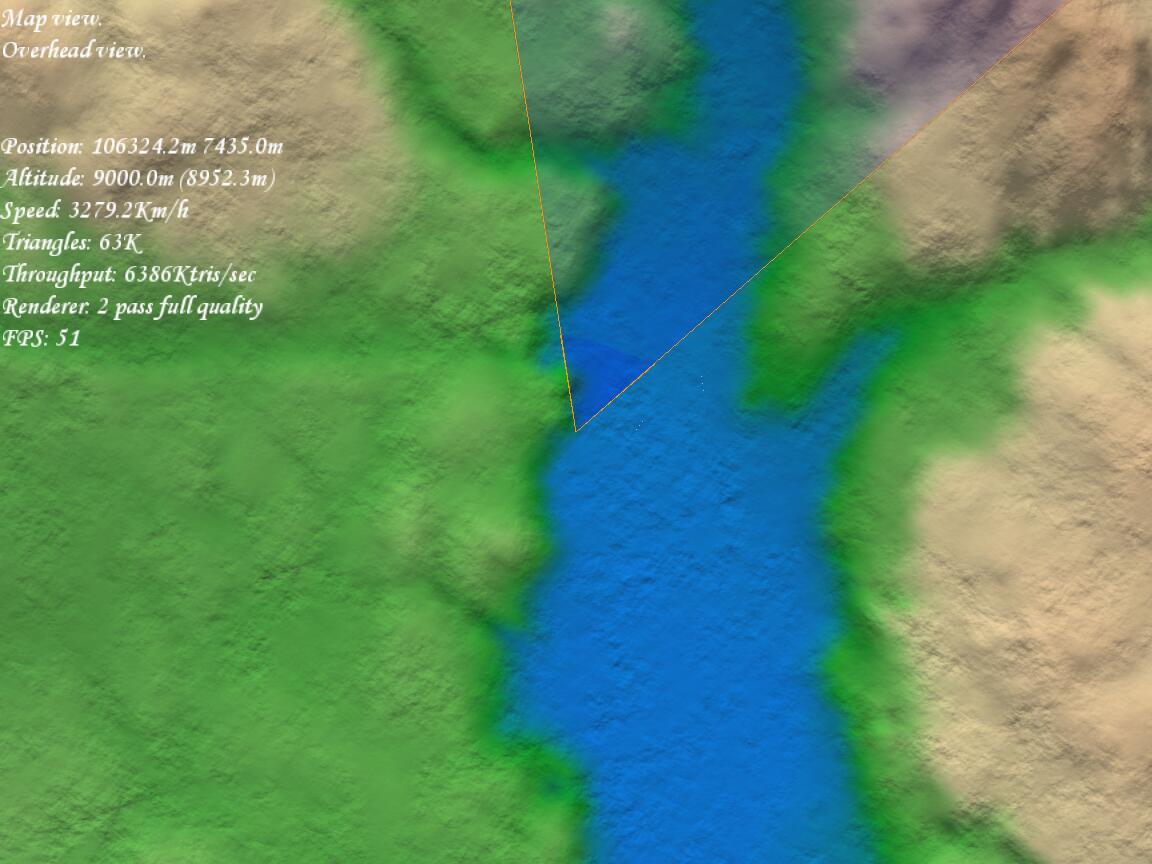 Map view.
Overhead view.
Position: 106324.2m 7435.0m
Altitude: 9000.0m (8952.3m)
Speed: 3279.2Km/h
Triangles: 63K
Throughput: 6386Ktris/sec
Renderer: 2 pass full quality
FPS: 51